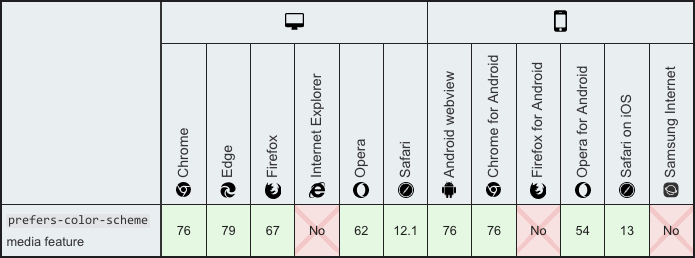 Chrome
Edge
Firefox
Internet Explorer
Opera
Safari
Android webview
Chrome for Android
Firefox for Android
Opera for Android
Safari on iOS
Samsung Internet
prefers-color-scheme
media feature
76 79 67 No 62 12.1 76 76 No 54 13 No